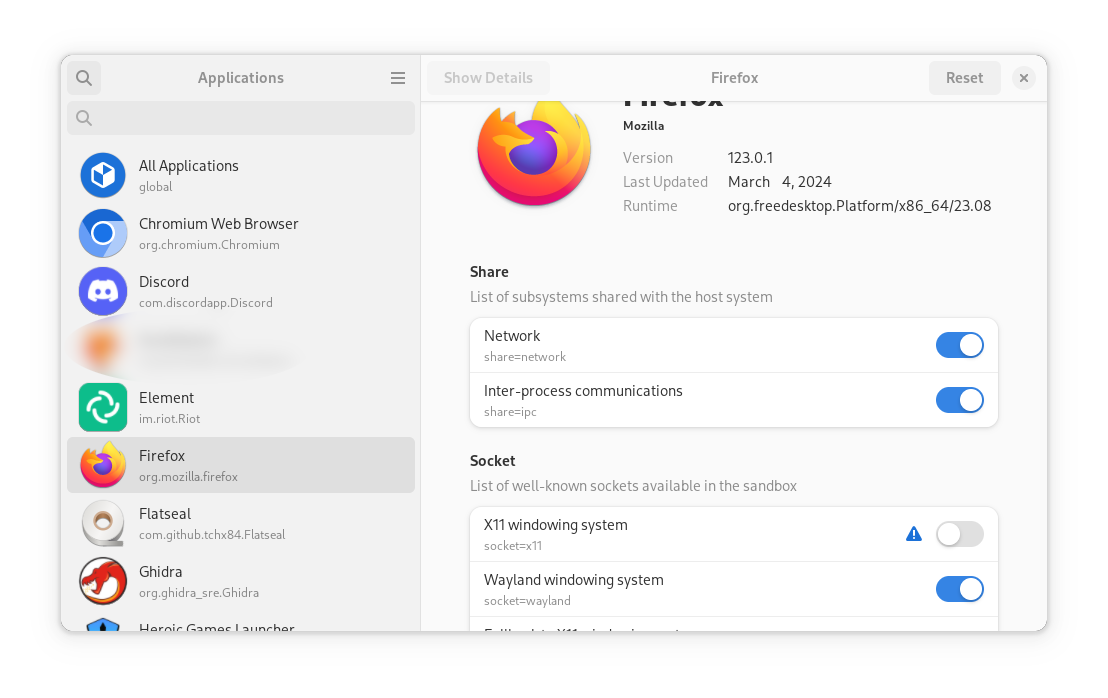 Applications
Show Details
Firefox
Reset
All Applications
global
Chromium Web Browser
org.chromium.Chromium
Discord
com.discordapp.Discord
Element
im.riot.Riot
Firefox
org.mozilla.firefox
Flatseal
com.github.tchx84.Flatseal
Ghidra
org.ghidra_sre.Ghidra
Heroic Games Launcher
Firefox
Mozilla
Version 123.0.1
Last Updated March 4, 2024
Runtime org.freedesktop.Platform/x86_64/23.08
Share
List of subsystems shared with the host system
Network
share=network
Inter-process communications
share=ipc
Socket
List of well-known sockets available in the sandbox
X11 windowing system
socket=x11
Wayland windowing system
socket=wayland